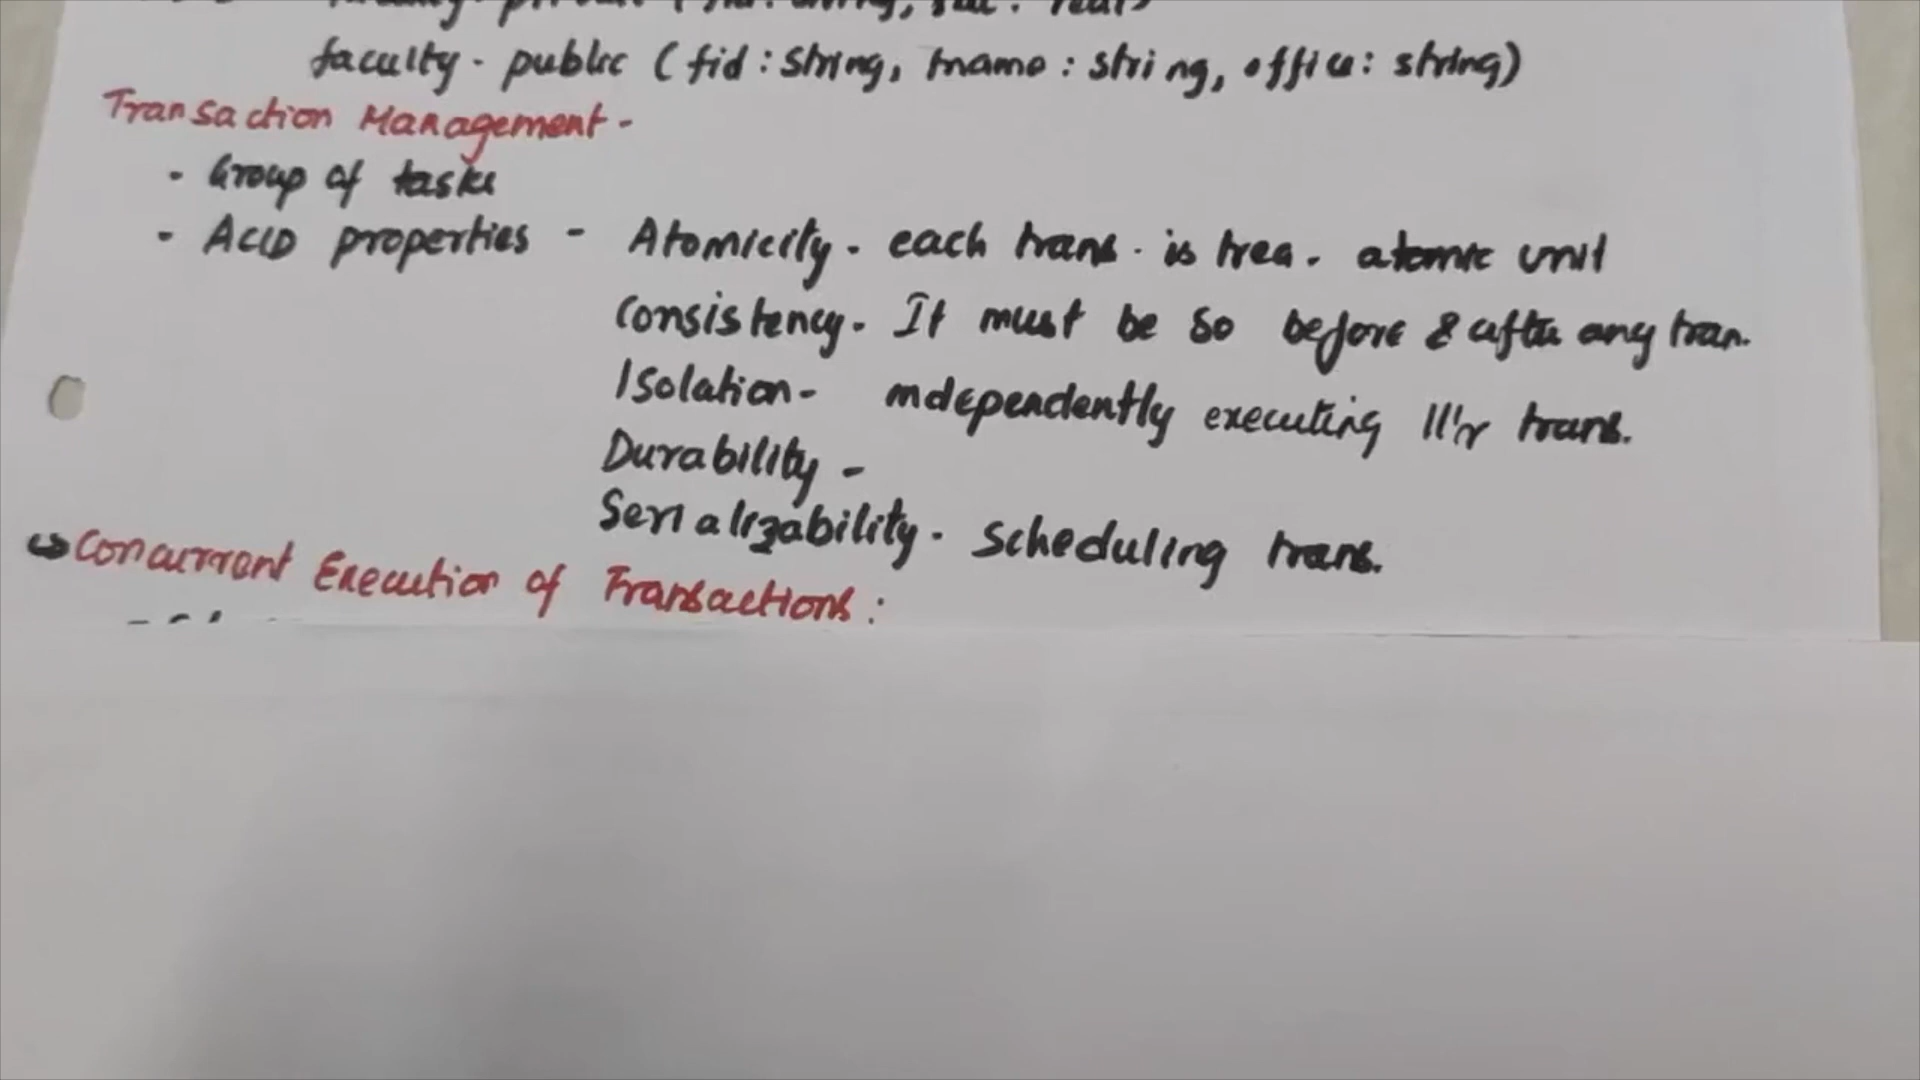 faculty - public (fid: string, fname: string, office: string)
Transaction Management -
- Group of tasks
- ACID properties - Atomicity - each trans. is trea. atomic unit
Consistency - It must be so before & after any tran.
Isolation - independently executing ||'r trans.
Durability -
Serializability - Scheduling trans.
↪ Concurrent Execution of Transactions: